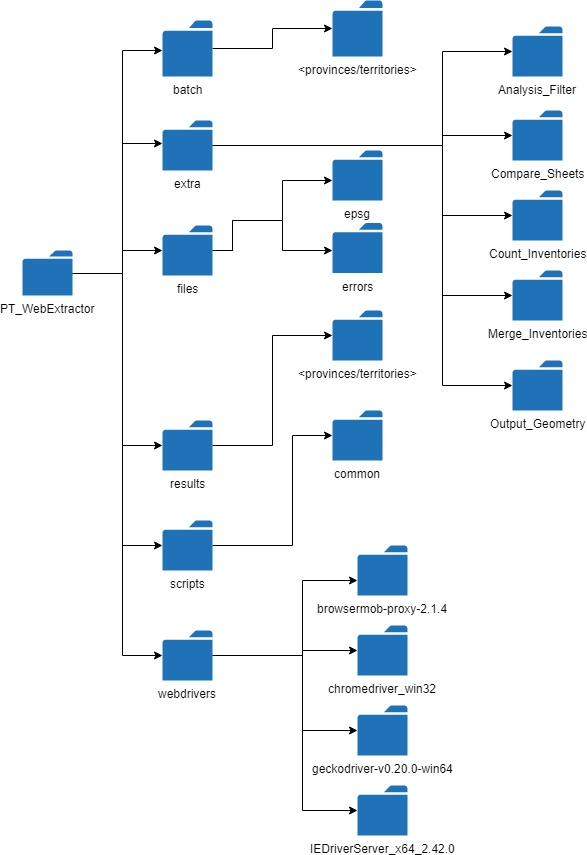 batch
<provinces/territories>
Analysis_Filter
extra
Compare_Sheets
epsg
Count_Inventories
files
errors
PT_WebExtractor
Merge_Inventories
<provinces/territories>
Output_Geometry
results
common
scripts
browsermob-proxy-2.1.4
webdrivers
chromedriver_win32
geckodriver-v0.20.0-win64
IEDriverServer_x64_2.42.0